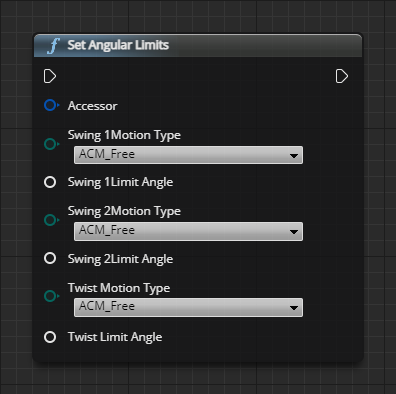 f Set Angular Limits
Accessor
Swing 1Motion Type
ACM_Free
Swing 1Limit Angle
Swing 2Motion Type
ACM_Free
Swing 2Limit Angle
Twist Motion Type
ACM_Free
Twist Limit Angle